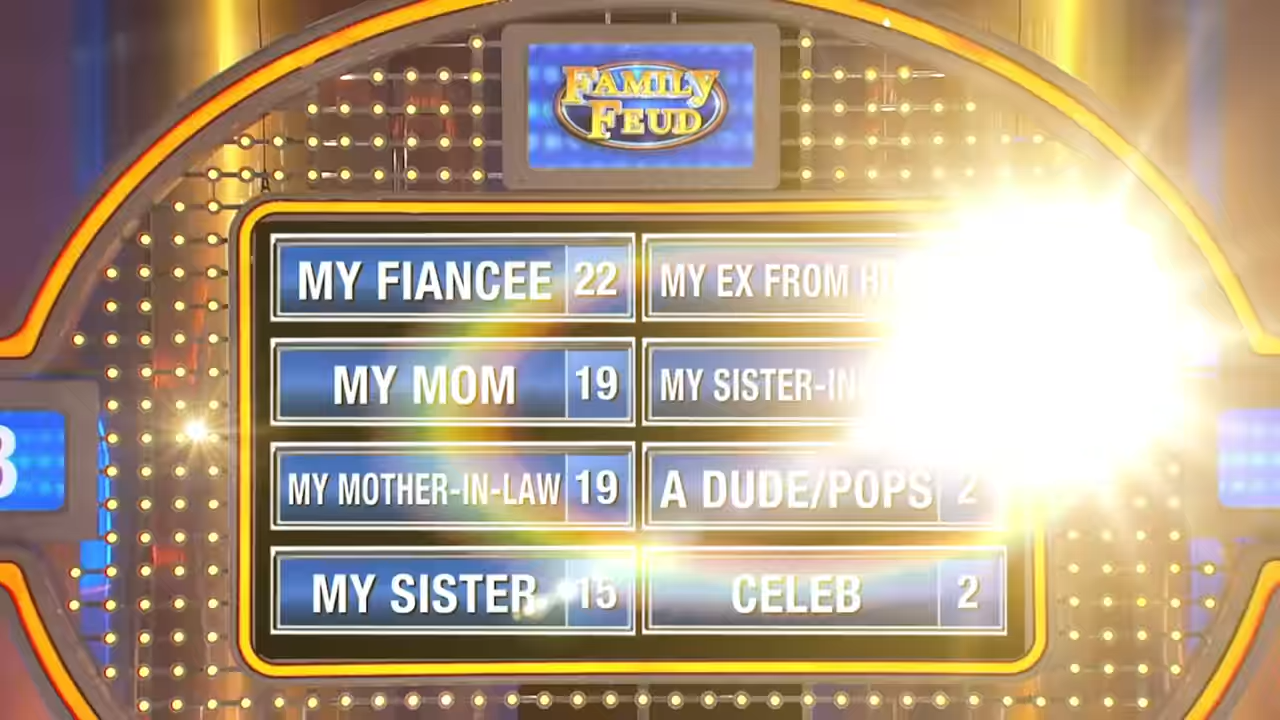 FAMILY
FEUD
MY FIANCEE 22
MY MOM 19
MY MOTHER-IN-LAW 19
MY SISTER 15
MY EX FROM
MY SISTER-IN
A DUDE/POPS 2
CELEB 2